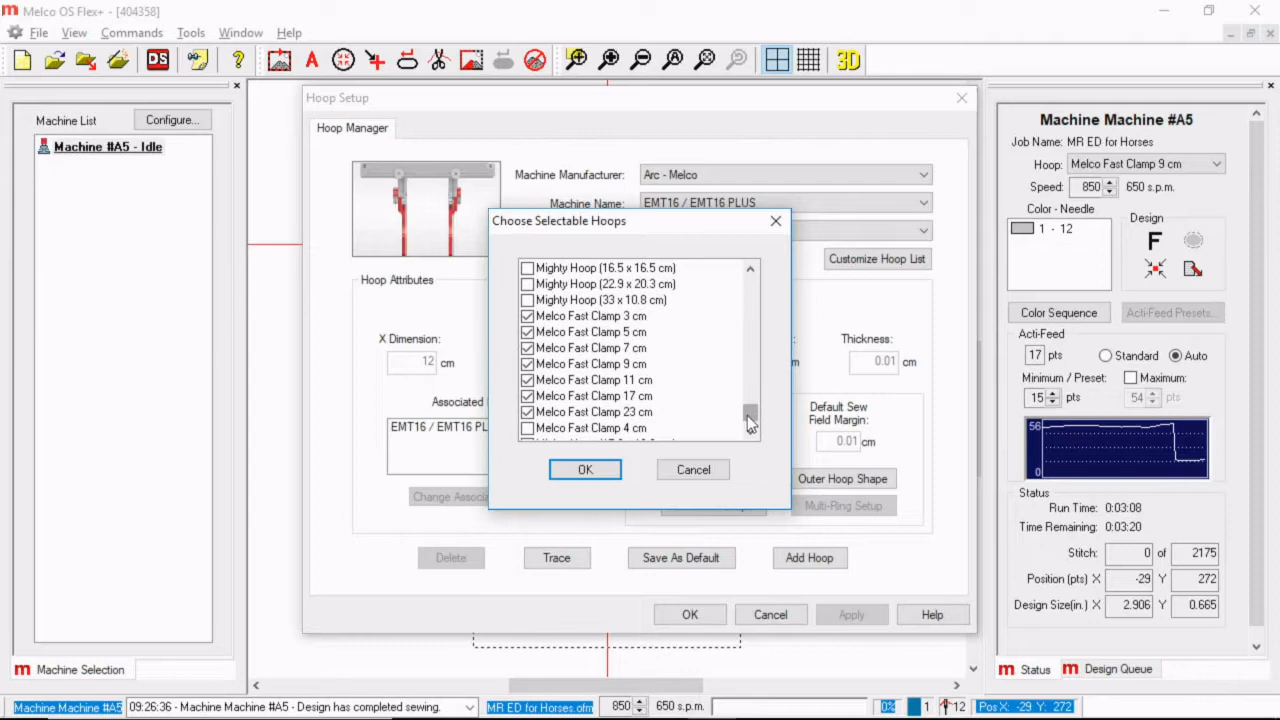 Melco OS Flex+ - [404358]
File View Commands Tools Window Help
DS
A
?
3D
Machine List
Configure...
Machine #A5 - Idle
Machine Selection
Hoop Setup
Hoop Manager
Machine Manufacturer:
Arc - Melco
Machine Name:
EMT16 / EMT16 PLUS
Customize Hoop List
Hoop Attributes
X Dimension:
12 cm
Thickness:
0.01 cm
Associated
EMT16 / EMT16 PL
Default Sew
Field Margin:
0.01 cm
Outer Hoop Shape
Multi-Ring Setup
Delete
Trace
Save As Default
Add Hoop
OK
Cancel
Apply
Help
Choose Selectable Hoops
Mighty Hoop (16.5 x 16.5 cm)
Mighty Hoop (22.9 x 20.3 cm)
Mighty Hoop (33 x 10.8 cm)
Melco Fast Clamp 3 cm
Melco Fast Clamp 5 cm
Melco Fast Clamp 7 cm
Melco Fast Clamp 9 cm
Melco Fast Clamp 11 cm
Melco Fast Clamp 17 cm
Melco Fast Clamp 23 cm
Melco Fast Clamp 4 cm
OK
Cancel
Machine Machine #A5
Job Name: MR ED for Horses
Hoop: Melco Fast Clamp 9 cm
Speed: 850 650 s.p.m.
Color - Needle
1 - 12
Design
F
Color Sequence
Acti-Feed Presets...
Acti-Feed
17 pts
Standard
Auto
Minimum / Preset:
Maximum:
15 pts
54 pts
56
0
Status
Run Time: 0:03:08
Time Remaining: 0:03:20
Stitch: 0 of 2175
Position (pts) X -29 Y 272
Design Size(in.) X 2.906 Y 0.665
Status
Design Queue
Machine Machine #A5
09:26:36 - Machine Machine #A5 - Design has completed sewing.
MR ED for Horses.ofm
850
650 s.p.m.
0%
1
12
Pos X -29 Y: 272